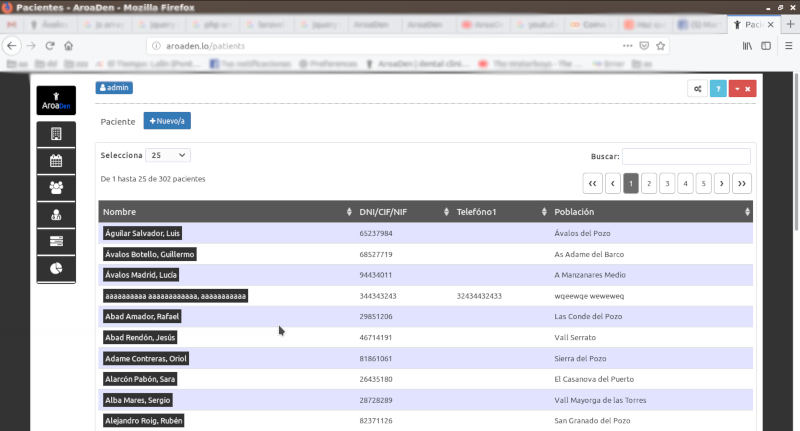 Pacientes - AroaDen - Mozilla Firefox
Paci
aroaden.lo/patients
AroaDen
admin
?
Paciente
Nuevo/a
Selecciona 25
Buscar:
De 1 hasta 25 de 302 pacientes
1 2 3 4 5
Nombre DNI/CIF/NIF Telefóno1 Población
Águilar Salvador, Luis 65237984 Ávalos del Pozo
Ávalos Botello, Guillermo 68527719 As Adame del Barco
Ávalos Madrid, Lucía 94434011 A Manzanares Medio
aaaaaaaaaa aaaaaaaaaaaa, aaaaaaaaaaa 344343243 32434432433 wqeewqe weweweq
Abad Amador, Rafael 29851206 Las Conde del Pozo
Abad Rendón, Jesús 46714191 Vall Serrato
Adame Contreras, Oriol 81861061 Sierra del Pozo
Alarcón Pabón, Sara 26435180 El Casanova del Puerto
Alba Mares, Sergio 28728289 Vall Mayorga de las Torres
Alejandro Roig, Rubén 82371126 San Granado del Pozo